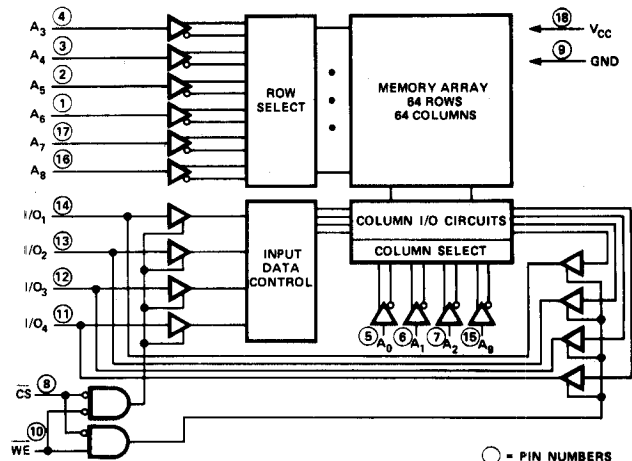 A3 4
A4 3
A5 2
A6 1
A7 17
A8 16
ROW
SELECT
MEMORY ARRAY
64 ROWS
64 COLUMNS
18 VCC
9 GND
I/O1 14
I/O2 13
I/O3 12
I/O4 11
INPUT
DATA
CONTROL
COLUMN I/O CIRCUITS
COLUMN SELECT
5 A0 6 A1 7 A2 15 A9
CS 8
WE 10
= PIN NUMBERS